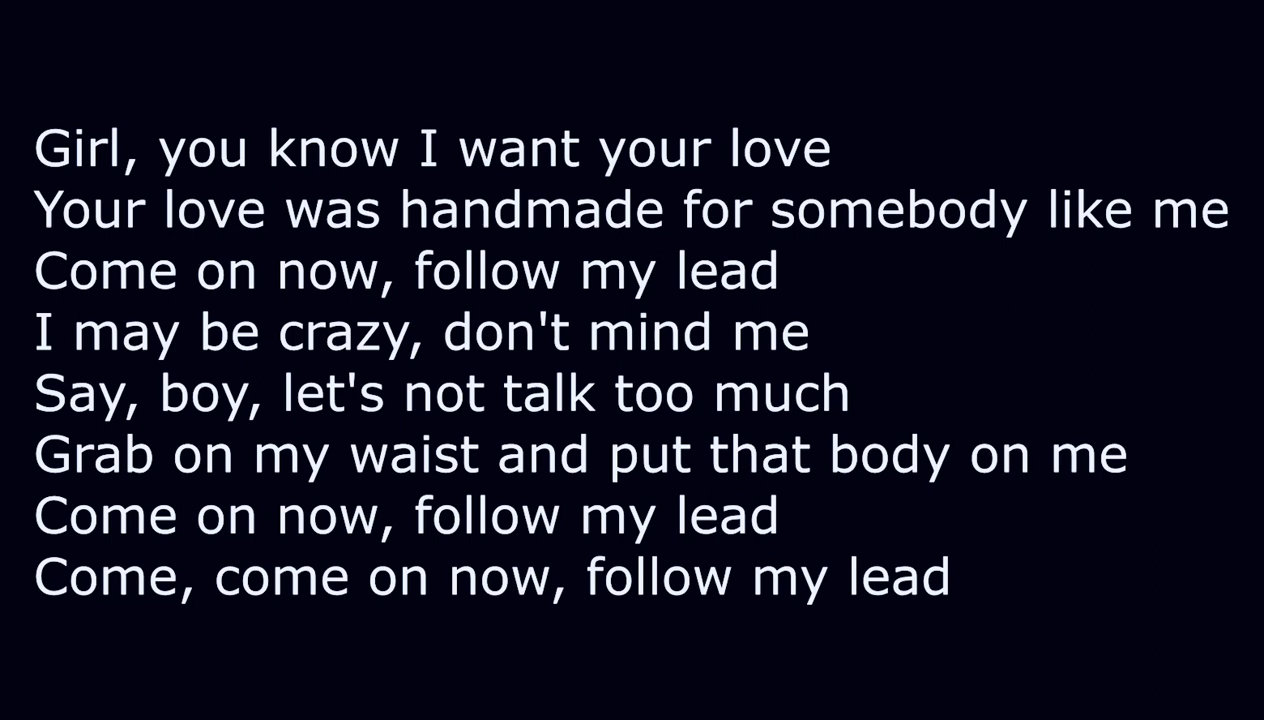 Girl, you know I want your love
Your love was handmade for somebody like me
Come on now, follow my lead
I may be crazy, don't mind me
Say, boy, let's not talk too much
Grab on my waist and put that body on me
Come on now, follow my lead
Come, come on now, follow my lead